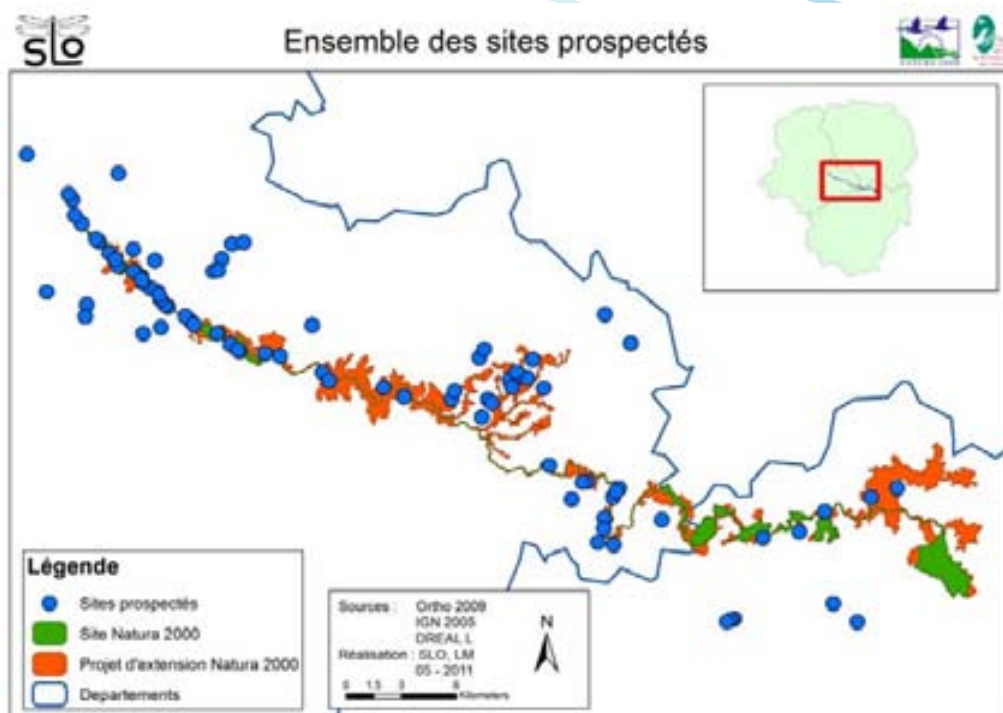 slo
Ensemble des sites prospectés
Légende
Sites prospectés
Site Natura 2000
Projet d'extension Natura 2000
Departements
Sources : Ortho 2009
IGN 2005
DREAL L
Réalisation : SLO, LM
05 - 2011
N
0 1.5 3 6
Kilometers